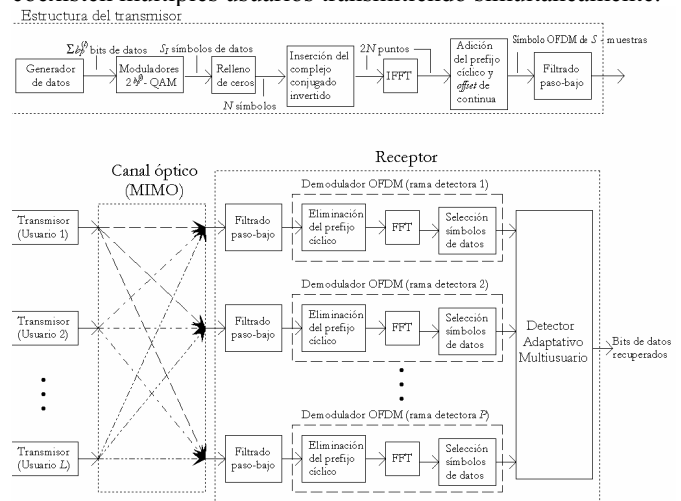 coexisten múltiples usuarios transmitiendo simultáneamente.
Estructura del transmisor
bits de datos
S_I símbolos de datos
2N puntos
Símbolo OFDM de S - muestras
Generador
de datos
Moduladores
- QAM
Relleno
de ceros
N símbolos
Inserción del
complejo
conjugado
invertido
IFFT
Adición
del prefijo
cíclico y
offset de
continua
Filtrado
paso-bajo
Canal óptico
(MIMO)
Receptor
Demodulador OFDM (rama detectora 1)
Transmisor
(Usuario 1)
Filtrado
paso-bajo
Eliminación
del prefijo
cíclico
FFT
Selección
símbolos
de datos
Demodulador OFDM (rama detectora 2)
Transmisor
(Usuario 2)
Filtrado
paso-bajo
Eliminación
del prefijo
cíclico
FFT
Selección
símbolos
de datos
Detector
Adaptativo
Multiusuario
Bits de datos
recuperados
Demodulador OFDM (rama detectora P)
Transmisor
(Usuario L)
Filtrado
paso-bajo
Eliminación
del prefijo
cíclico
FFT
Selección
símbolos
de datos